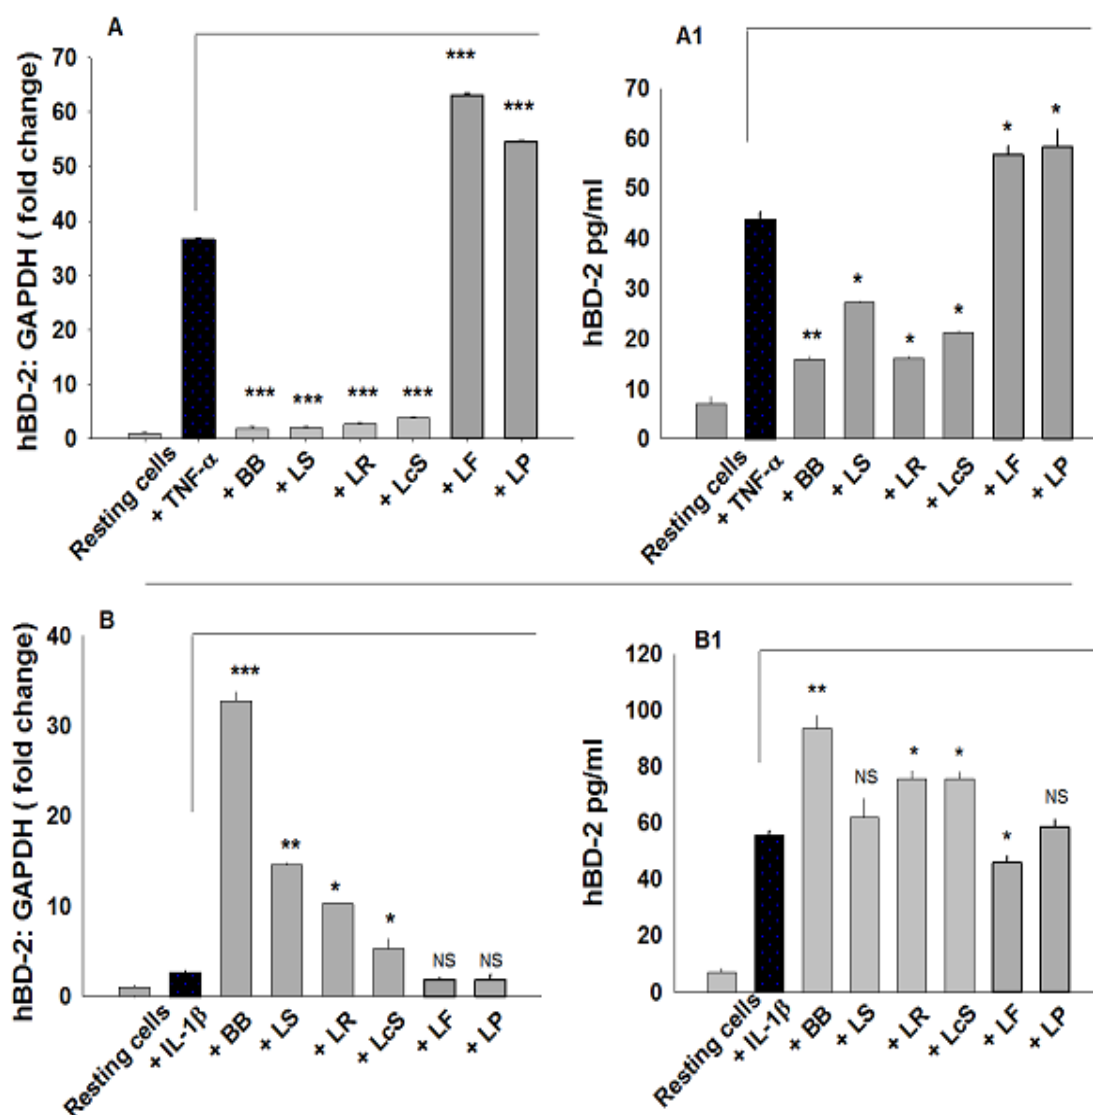 A
hBD-2: GAPDH ( fold change)
70
60
50
40
30
20
10
0
***
***
***
***
***
***
Resting cells
+ TNF-α
+ BB
+ LS
+ LR
+ LcS
+ LF
+ LP
A1
hBD-2 pg/ml
70
60
50
40
30
20
10
0
**
*
*
*
*
*
Resting cells
+ TNF-α
+ BB
+ LS
+ LR
+ LcS
+ LF
+ LP
B
hBD-2: GAPDH ( fold change)
40
30
20
10
0
***
**
*
*
NS
NS
Resting cells
+ IL-1β
+ BB
+ LS
+ LR
+ LcS
+ LF
+ LP
B1
hBD-2 pg/ml
120
100
80
60
40
20
0
**
NS
*
*
*
NS
Resting cells
+ IL-1β
+ BB
+ LS
+ LR
+ LcS
+ LF
+ LP